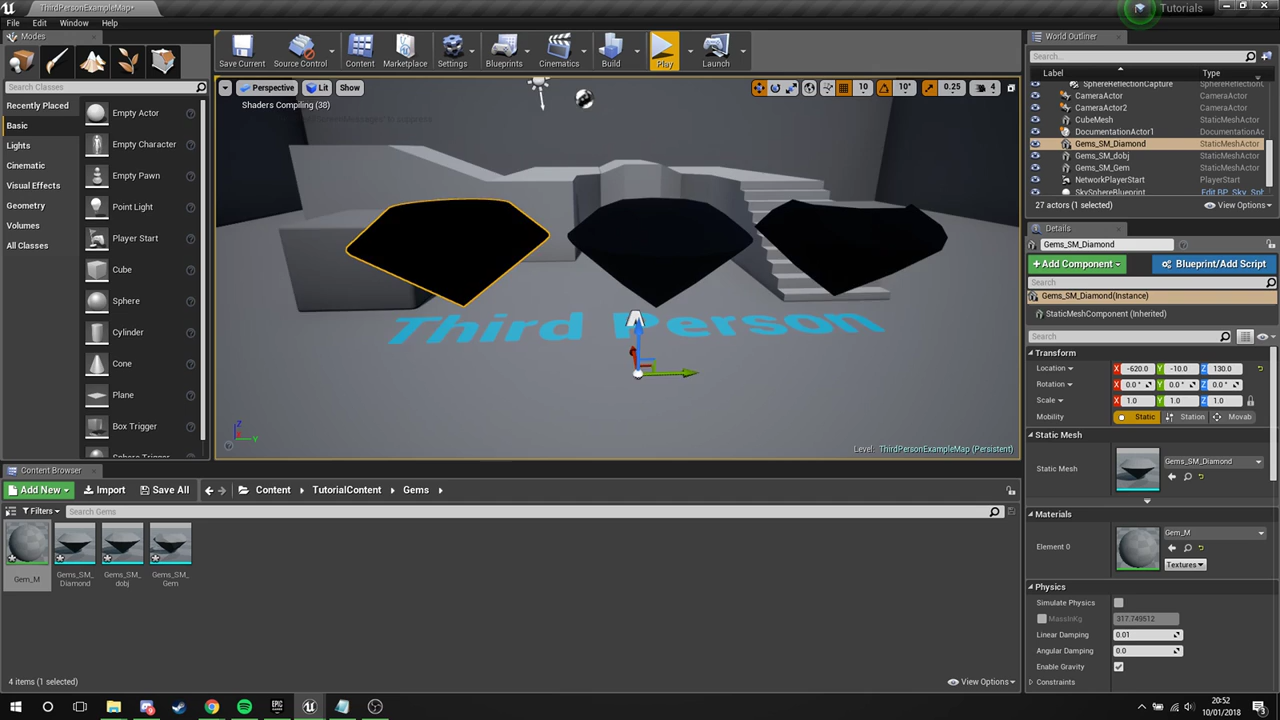 ThirdPersonExampleMap*
Tutorials
File Edit Window Help
Modes
Search Classes
Recently Placed
Basic
Lights
Cinematic
Visual Effects
Geometry
Volumes
All Classes
Empty Actor
Empty Character
Empty Pawn
Point Light
Player Start
Cube
Sphere
Cylinder
Cone
Plane
Box Trigger
Sphere Trigger
Save Current
Source Control
Content
Marketplace
Settings
Blueprints
Cinematics
Build
Play
Launch
Perspective Lit Show
10 10° 0.25 4
Shaders Compiling (38)
Third Person
Z
Y
Level: ThirdPersonExampleMap (Persistent)
World Outliner
Search...
Label Type
SphereReflectionCapture SphereReflecti
CameraActor CameraActor
CameraActor2 CameraActor
CubeMesh StaticMeshActor
DocumentationActor1 DocumentationAc
Gems_SM_Diamond StaticMeshActor
Gems_SM_dobj StaticMeshActor
Gems_SM_Gem StaticMeshActor
NetworkPlayerStart PlayerStart
SkySphereBlueprint Edit BP_Sky_Sph
27 actors (1 selected) View Options
Details
Gems_SM_Diamond
+Add Component Blueprint/Add Script
Search
Gems_SM_Diamond(Instance)
StaticMeshComponent (Inherited)
Search
Transform
Location X -620.0 Y -10.0 Z 130.0
Rotation X 0.0° Y 0.0° Z 0.0°
Scale X 1.0 Y 1.0 Z 1.0
Mobility Static Station Movab
Static Mesh
Static Mesh Gems_SM_Diamond
Materials
Element 0 Gem_M
Textures
Physics
Simulate Physics
MassInKg 317.749512
Linear Damping 0.01
Angular Damping 0.0
Enable Gravity
Constraints
Content Browser
Add New Import Save All Content TutorialContent Gems
Filters Search Gems
Gem_M
Gems_SM_
Diamond
Gems_SM_
dobj
Gems_SM_
Gem
4 items (1 selected) View Options
EPIC
20:52
10/01/2018
3